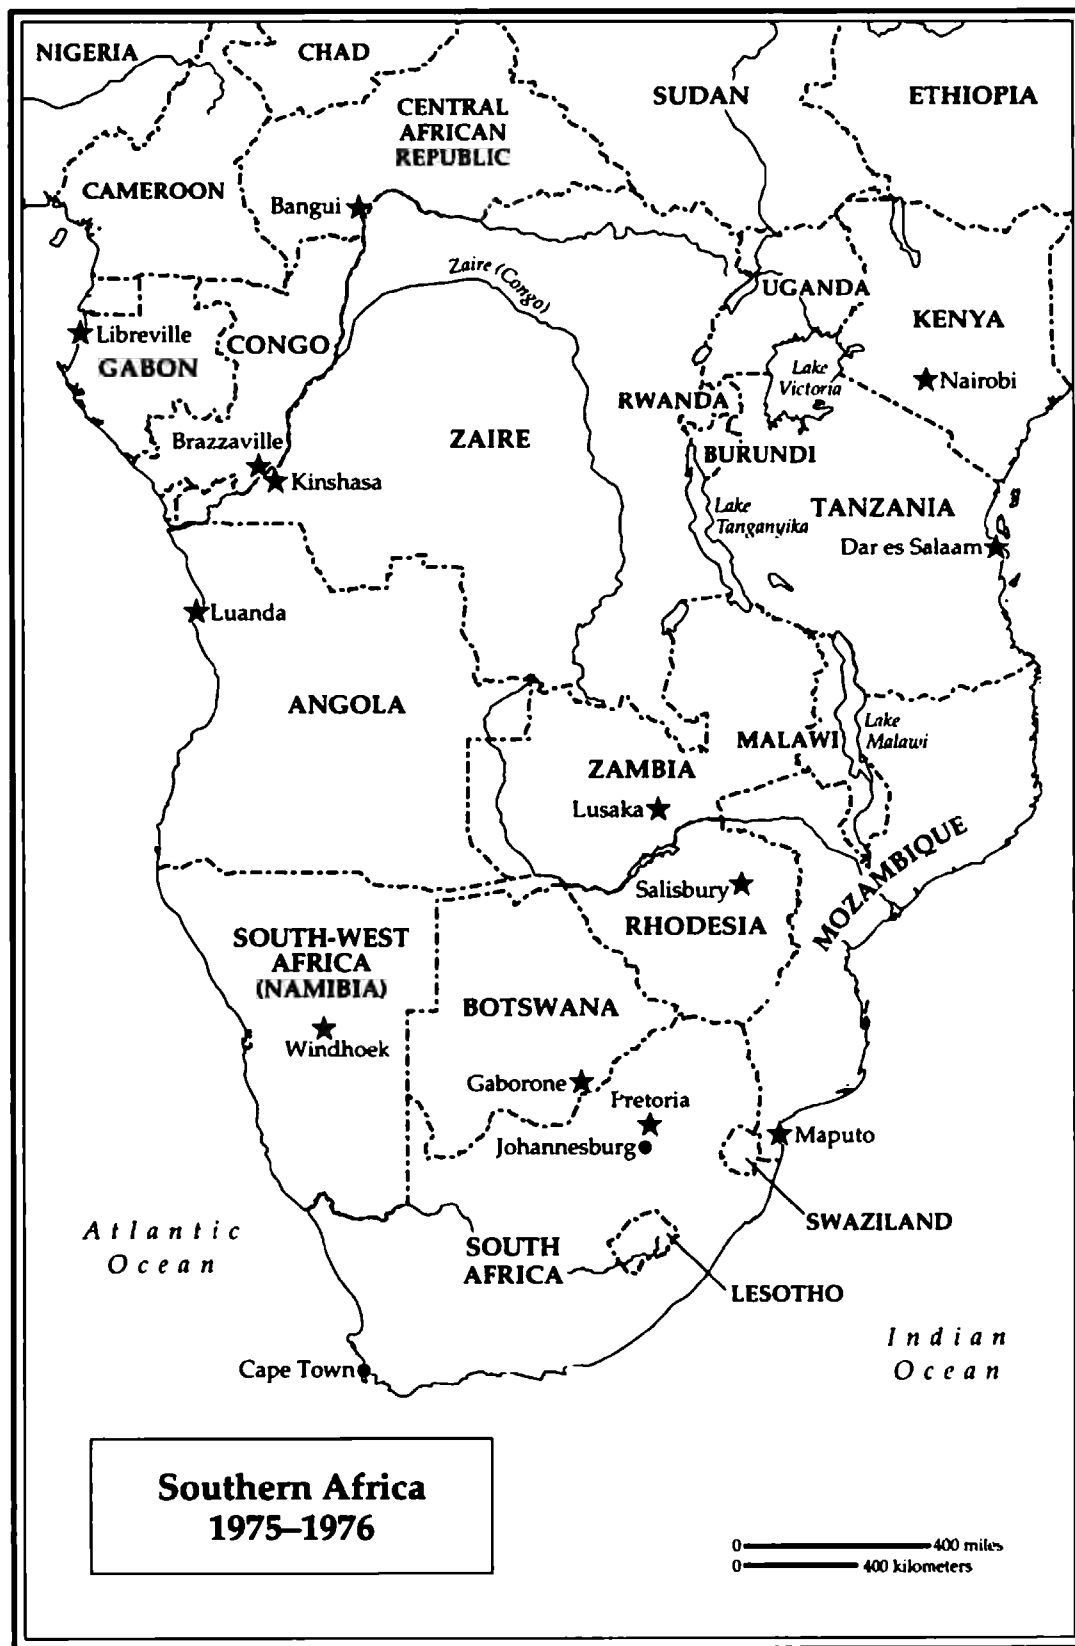 NIGERIA
CHAD
CENTRAL
AFRICAN
REPUBLIC
SUDAN
ETHIOPIA
CAMEROON
Bangui
Zaire (Congo)
UGANDA
KENYA
Libreville
GABON
CONGO
Lake
Victoria
Nairobi
RWANDA
ZAIRE
Brazzaville
BURUNDI
Kinshasa
Lake
Tanganyika
TANZANIA
Dar es Salaam
Luanda
ANGOLA
MALAWI
Lake
Malawi
ZAMBIA
Lusaka
MOZAMBIQUE
Salisbury
RHODESIA
SOUTH-WEST
AFRICA
(NAMIBIA)
Windhoek
BOTSWANA
Gaborone
Pretoria
Johannesburg
Maputo
SWAZILAND
Atlantic
Ocean
SOUTH
AFRICA
LESOTHO
Indian
Ocean
Cape Town
Southern Africa
1975–1976
0 400 miles
0 400 kilometers